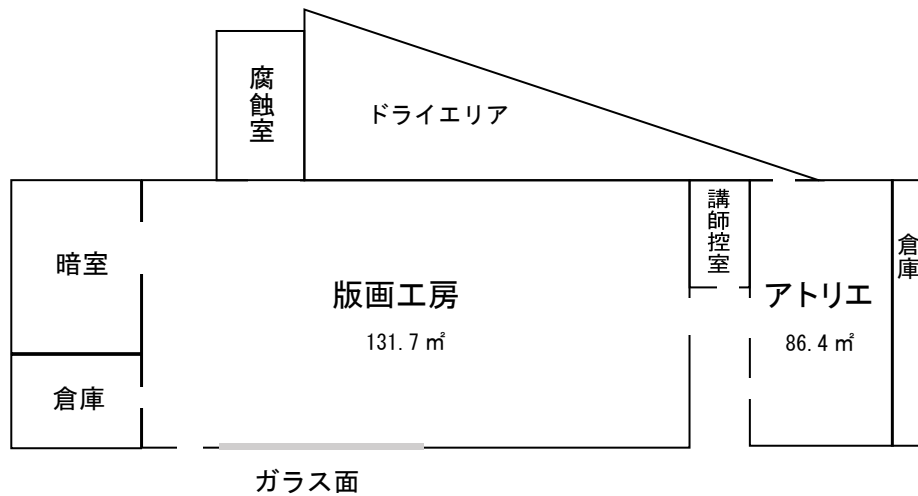 腐蝕室
ドライエリア
講師控室
倉庫
暗室
版画工房
アトリエ
131.7㎡
86.4㎡
倉庫
ガラス面